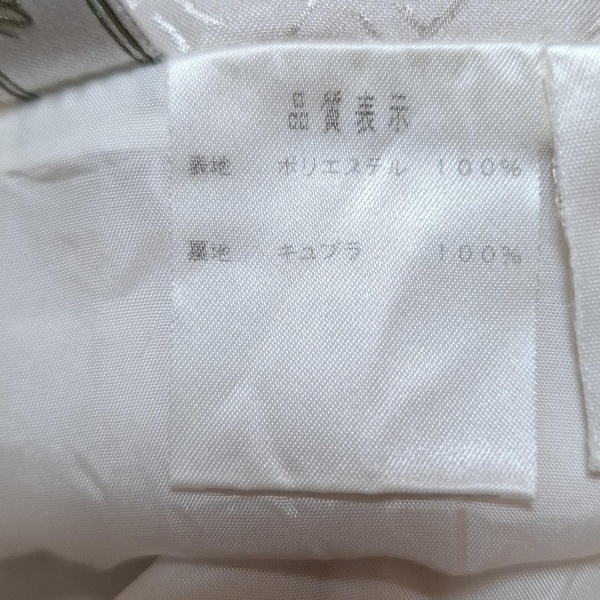 品質表示
表地 ポリエステル 100%
裏地 キュプラ 100%